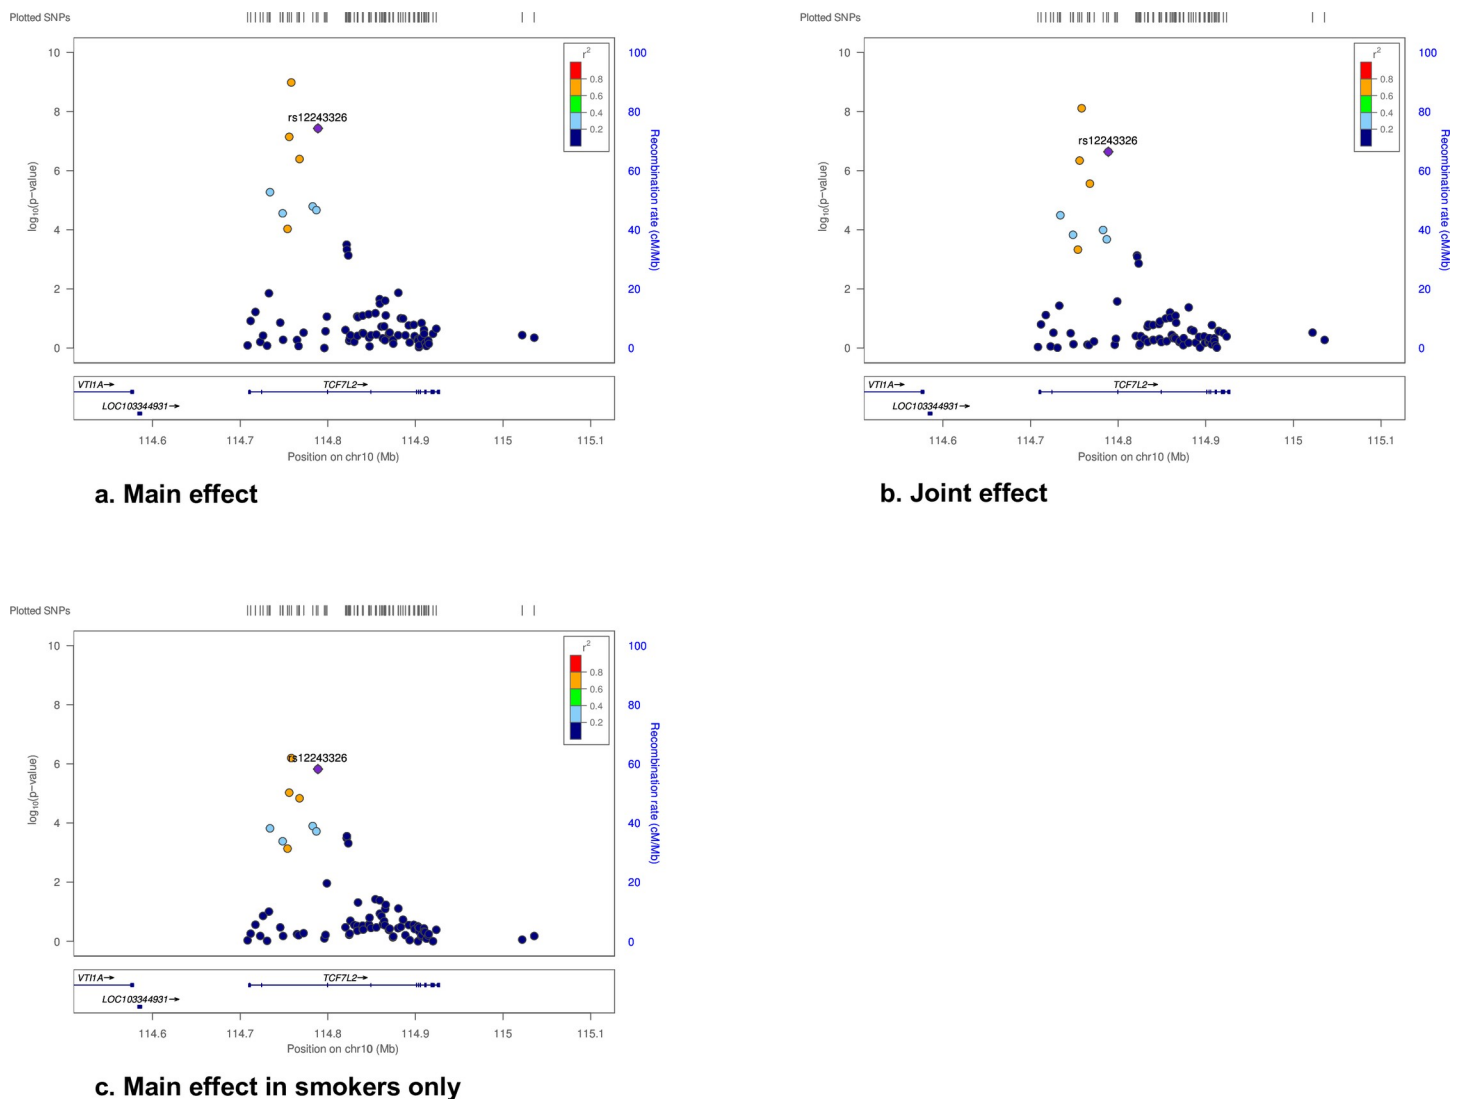 Plotted SNPs
10
8
6
4
2
0
log10(p−value)
100
80
60
40
20
0
Recombination rate (cM/Mb)
r2
0.8
0.6
0.4
0.2
rs12243326
VTI1A
TCF7L2
LOC103344931
114.6 114.7 114.8 114.9 115 115.1
Position on chr10 (Mb)
a. Main effect
Plotted SNPs
10
8
6
4
2
0
log10(p−value)
100
80
60
40
20
0
Recombination rate (cM/Mb)
r2
0.8
0.6
0.4
0.2
rs12243326
VTI1A
TCF7L2
LOC103344931
114.6 114.7 114.8 114.9 115 115.1
Position on chr10 (Mb)
b. Joint effect
Plotted SNPs
10
8
6
4
2
0
log10(p−value)
100
80
60
40
20
0
Recombination rate (cM/Mb)
r2
0.8
0.6
0.4
0.2
rs12243326
VTI1A
TCF7L2
LOC103344931
114.6 114.7 114.8 114.9 115 115.1
Position on chr10 (Mb)
c. Main effect in smokers only